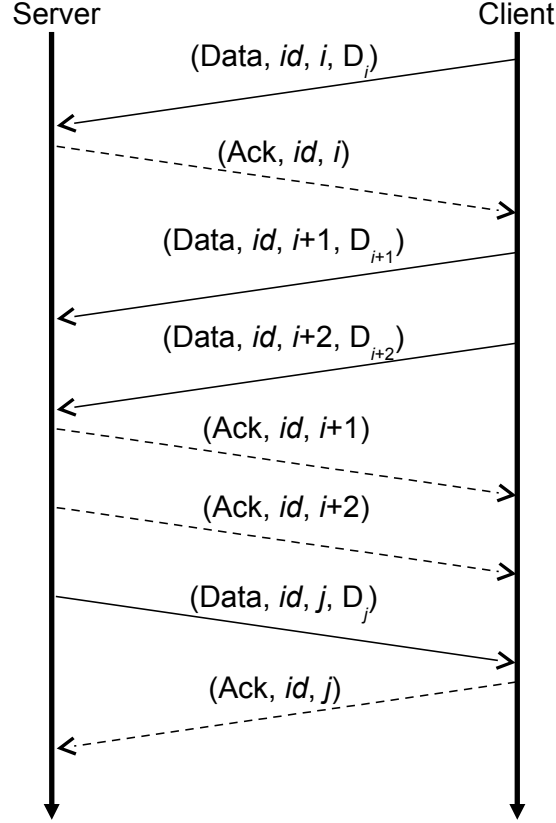 Server Client
(Data, id, i, Dᵢ)
(Ack, id, i)
(Data, id, i+1, Dᵢ₊₁)
(Data, id, i+2, Dᵢ₊₂)
(Ack, id, i+1)
(Ack, id, i+2)
(Data, id, j, Dⱼ)
(Ack, id, j)